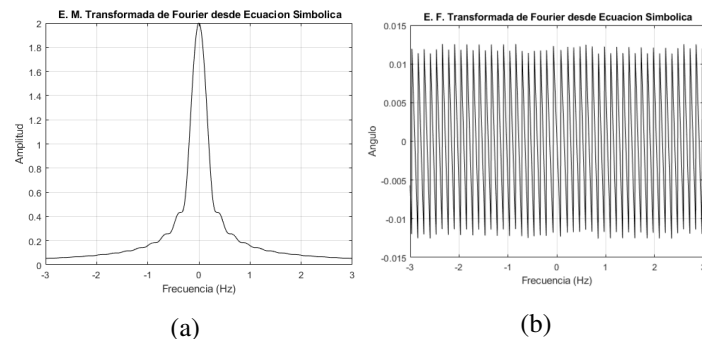 E. M. Transformada de Fourier desde Ecuacion Simbolica
2
1.8
1.6
1.4
1.2
1
0.8
0.6
0.4
0.2
0
Amplitud
-3 -2 -1 0 1 2 3
Frecuencia (Hz)
(a)
E. F. Transformada de Fourier desde Ecuacion Simbolica
0.015
0.01
0.005
0
-0.005
-0.01
-0.015
Angulo
-3 -2 -1 0 1 2 3
Frecuencia (Hz)
(b)